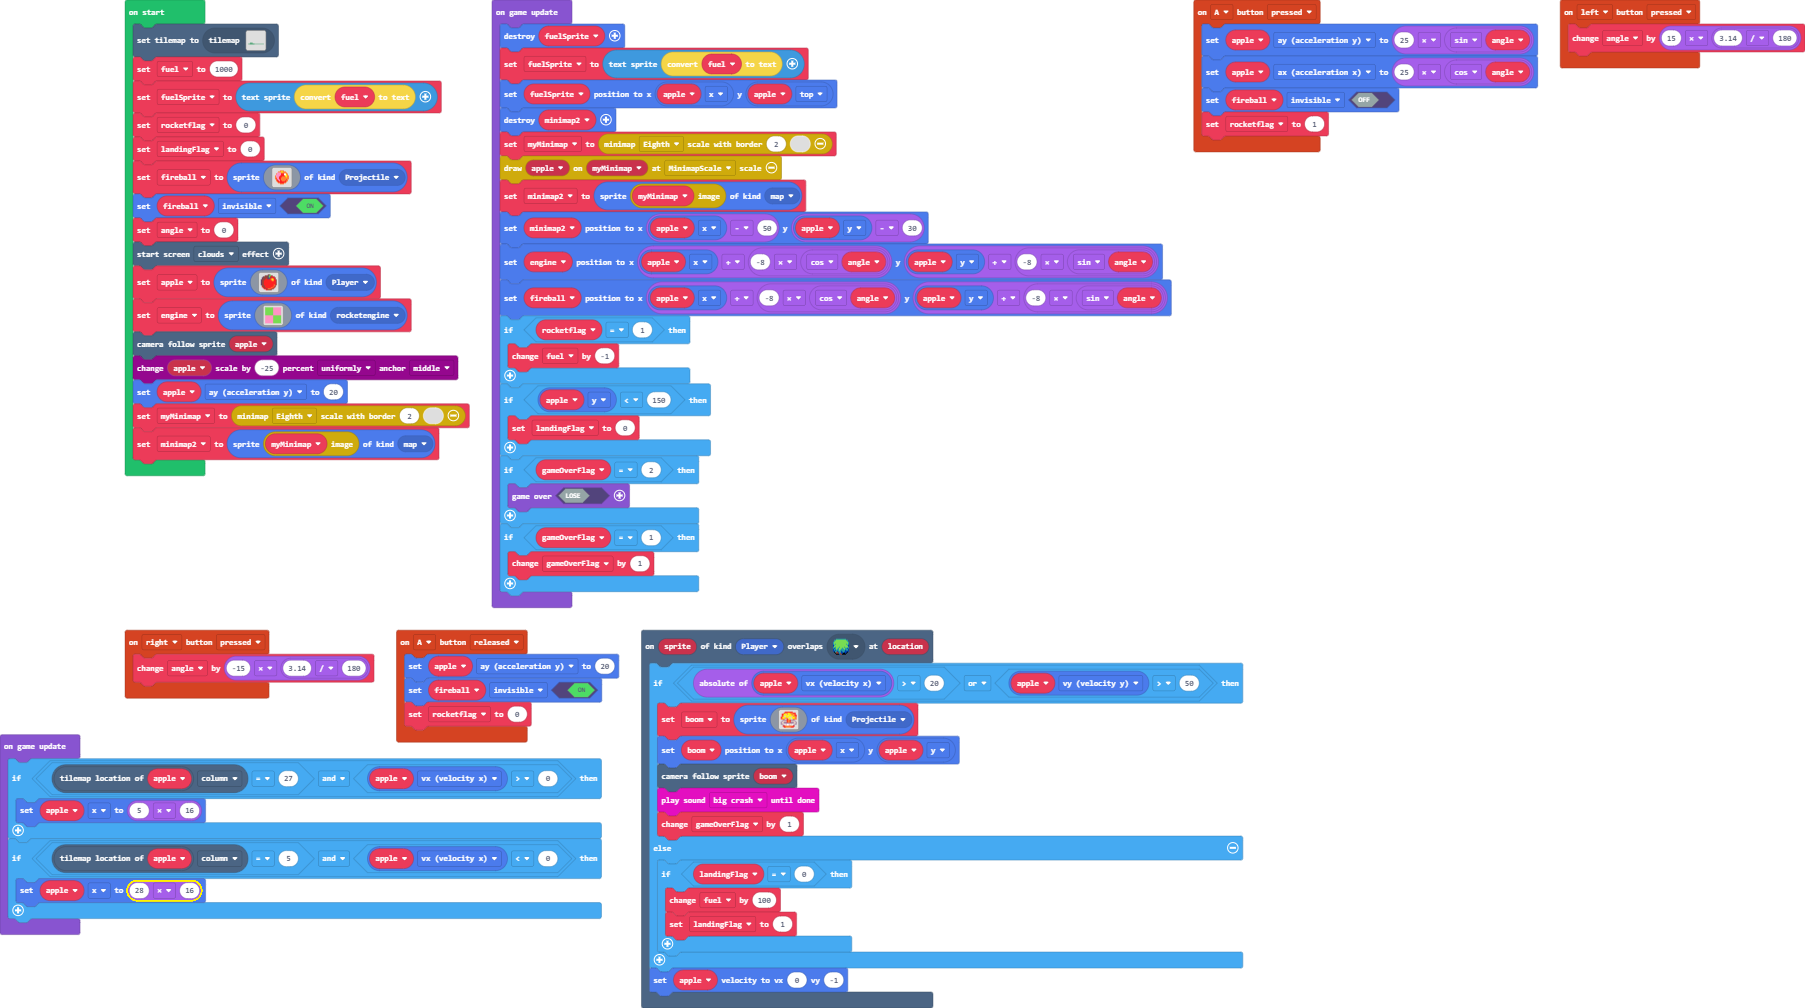 on start
set tilemap to tilemap
set fuel to 1000
set fuelSprite to text sprite convert fuel to text
set rocketflag to 0
set landingFlag to 0
set fireball to sprite of kind Projectile
set fireball invisible ON
set angle to 0
start screen clouds effect
set apple to sprite of kind Player
set engine to sprite of kind rocketengine
camera follow sprite apple
change apple scale by -25 percent uniformly anchor middle
set apple ay (acceleration y) to 20
set myMinimap to minimap Eighth scale with border 2
set minimap2 to sprite myMinimap image of kind map
on game update
destroy fuelSprite
set fuelSprite to text sprite convert fuel to text
set fuelSprite position to x apple x y apple top
destroy minimap2
set myMinimap to minimap Eighth scale with border 2
draw apple on myMinimap at MinimapScale scale
set minimap2 to sprite myMinimap image of kind map
set minimap2 position to x apple x - 50 y apple y - 30
set engine position to x apple x + -8 × cos angle y apple y + -8 × sin angle
set fireball position to x apple x + -8 × cos angle y apple y + -8 × sin angle
if rocketflag = 1 then
change fuel by -1
if apple y < 150 then
set landingFlag to 0
if gameOverFlag = 2 then
game over LOSE
if gameOverFlag = 1 then
change gameOverFlag by 1
on A button pressed
set apple ay (acceleration y) to 25 × sin angle
set apple ax (acceleration x) to 25 × cos angle
set fireball invisible OFF
set rocketflag to 1
on left button pressed
change angle by 15 × 3.14 / 180
on right button pressed
change angle by -15 × 3.14 / 180
on A button released
set apple ay (acceleration y) to 20
set fireball invisible ON
set rocketflag to 0
on game update
if tilemap location of apple column = 27 and apple vx (velocity x) > 0 then
set apple x to 5 × 16
if tilemap location of apple column = 5 and apple vx (velocity x) < 0 then
set apple x to 28 × 16
on sprite of kind Player overlaps at location
if absolute of apple vx (velocity x) > 20 or apple vy (velocity y) > 50 then
set boom to sprite of kind Projectile
set boom position to x apple x y apple y
camera follow sprite boom
play sound big crash until done
change gameOverFlag by 1
else
if landingFlag = 0 then
change fuel by 100
set landingFlag to 1
set apple velocity to vx 0 vy -1